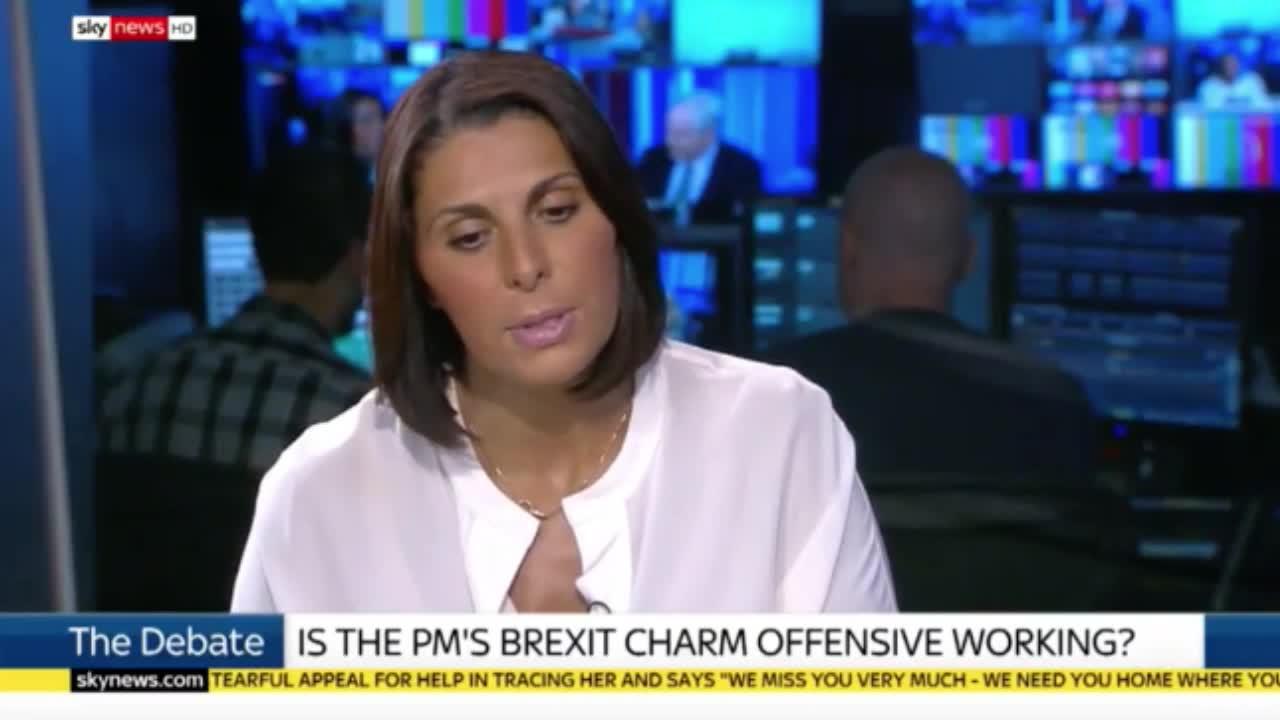 sky news HD
The Debate IS THE PM'S BREXIT CHARM OFFENSIVE WORKING?
skynews.com TEARFUL APPEAL FOR HELP IN TRACING HER AND SAYS "WE MISS YOU VERY MUCH - WE NEED YOU HOME WHERE YOU